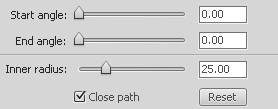 Start angle: 0.00
End angle: 0.00
Inner radius: 25.00
Close path Reset